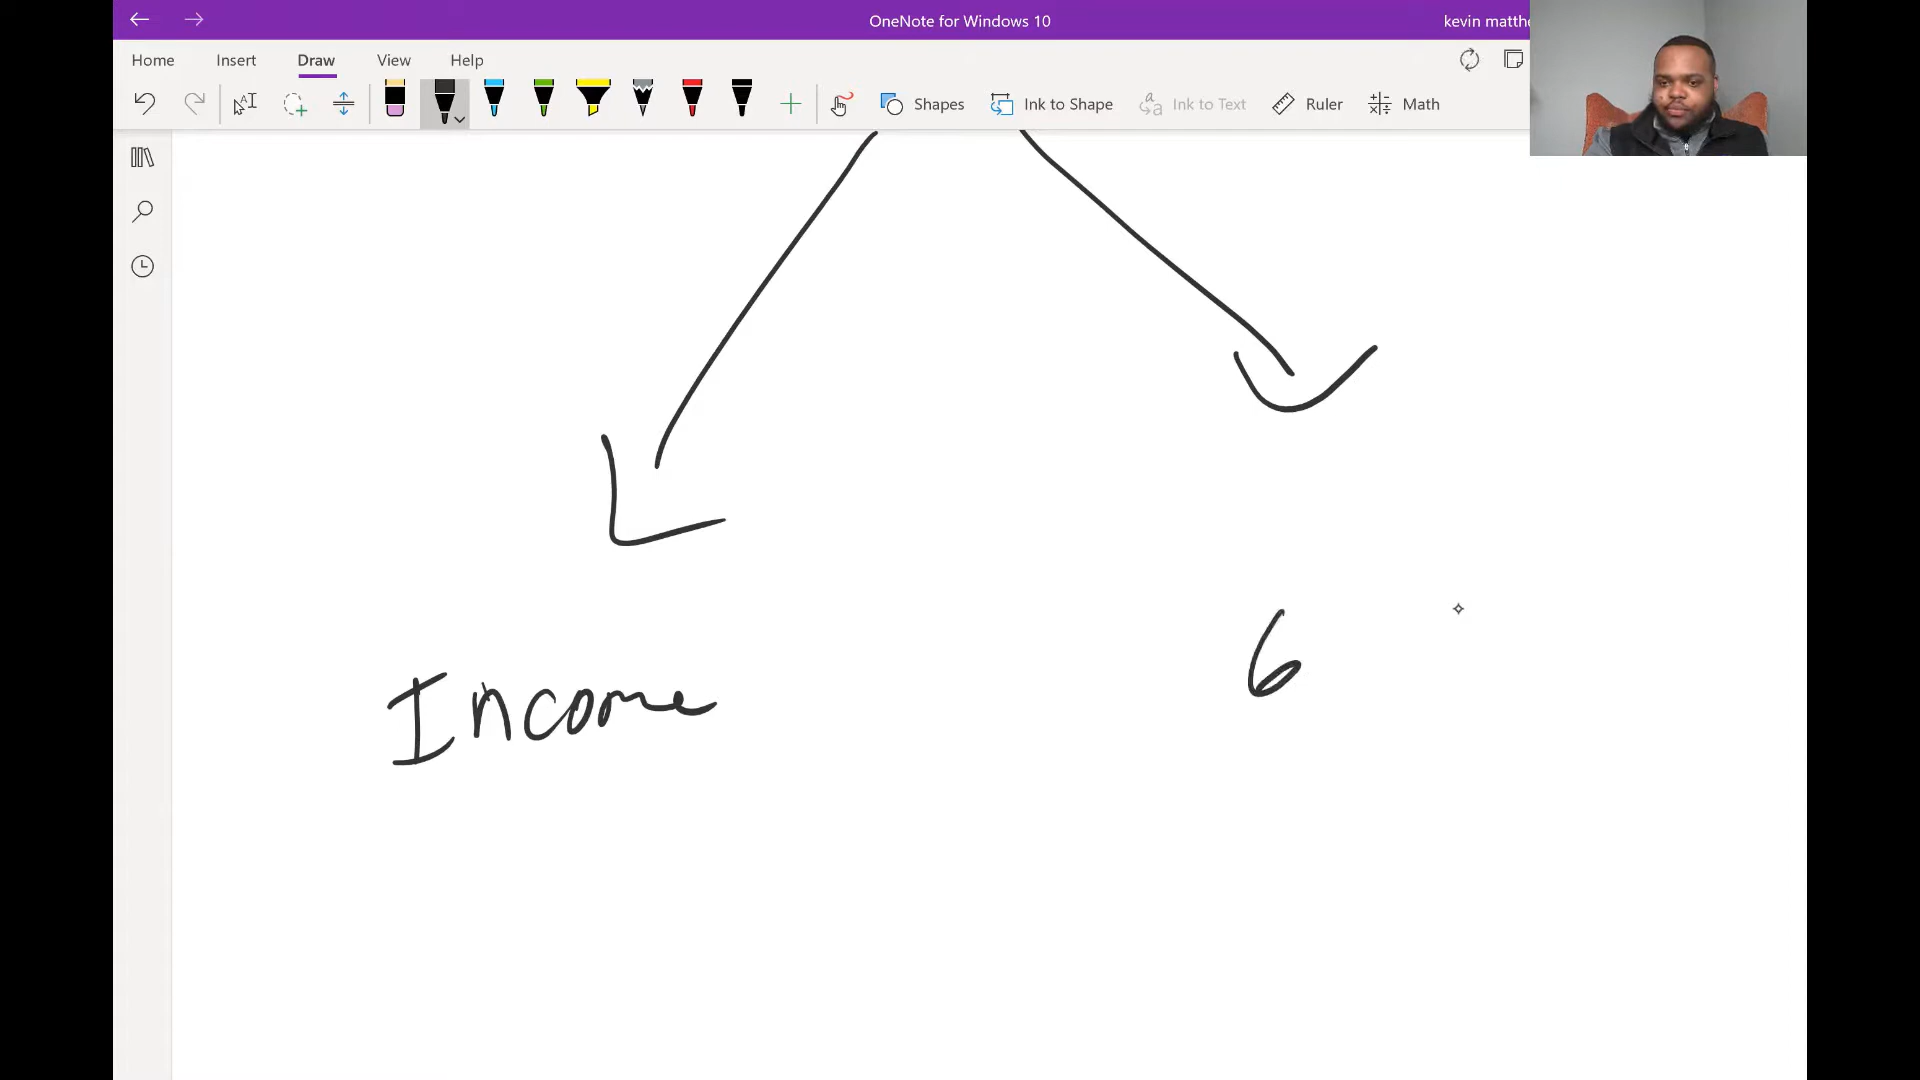 OneNote for Windows 10
kevin matthe
Home Insert Draw View Help
Shapes Ink to Shape Ink to Text Ruler Math
6
Income